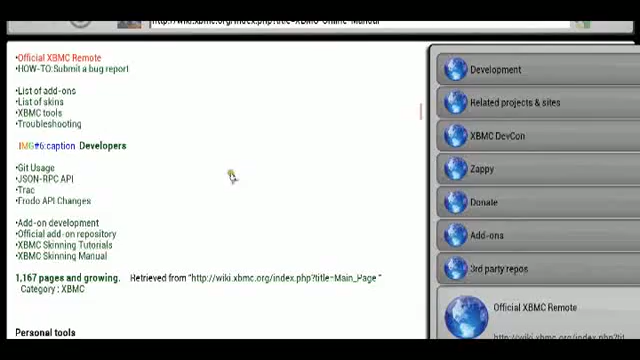 •Official XBMC Remote
•HOW-TO:Submit a bug report
•List of add-ons
•List of skins
•XBMC tools
•Troubleshooting
IMG#6:caption Developers
•Git Usage
•JSON-RPC API
•Trac
•Frodo API Changes
•Add-on development
•Official add-on repository
•XBMC Skinning Tutorials
•XBMC Skinning Manual
1,167 pages and growing. Retrieved from "http://wiki.xbmc.org/index.php?title=Main_Page "
Category : XBMC
Personal tools
Development
Related projects & sites
XBMC DevCon
Zappy
Donate
Add-ons
3rd party repos
Official XBMC Remote